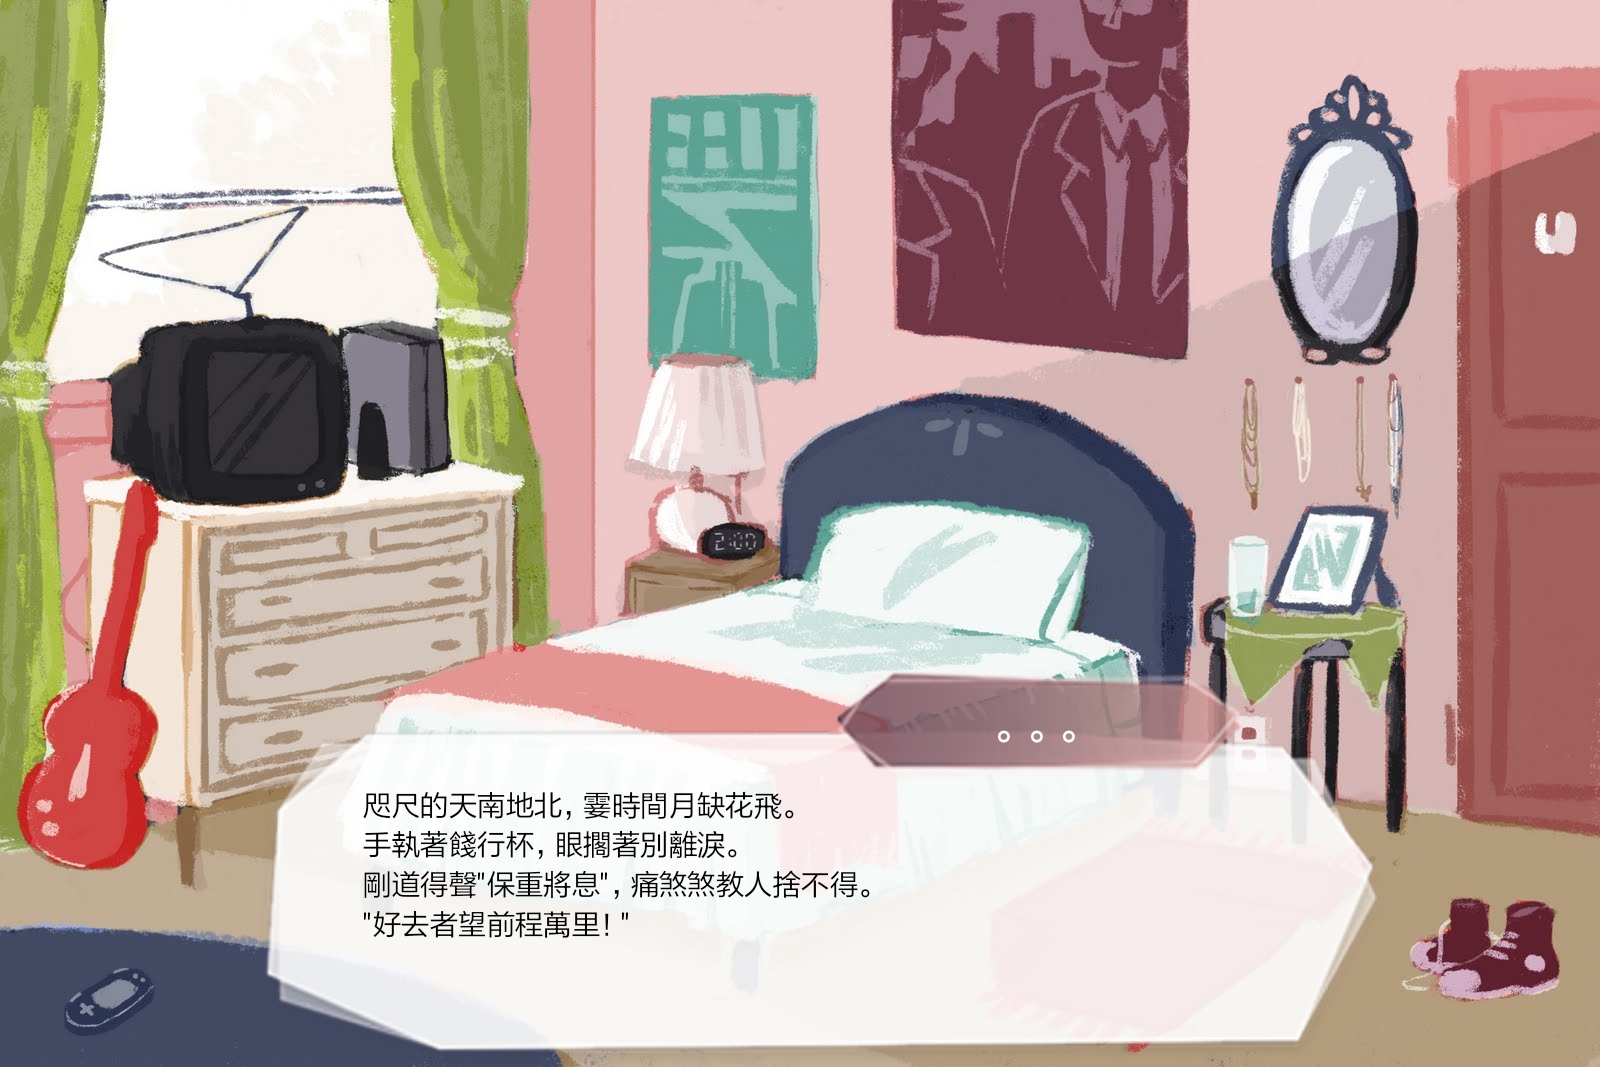 2:00
咫尺的天南地北，霎時間月缺花飛。
手執著餞行杯，眼擱著別離淚。
剛道得聲"保重將息"，痛煞煞教人捨不得。
"好去者望前程萬里！"